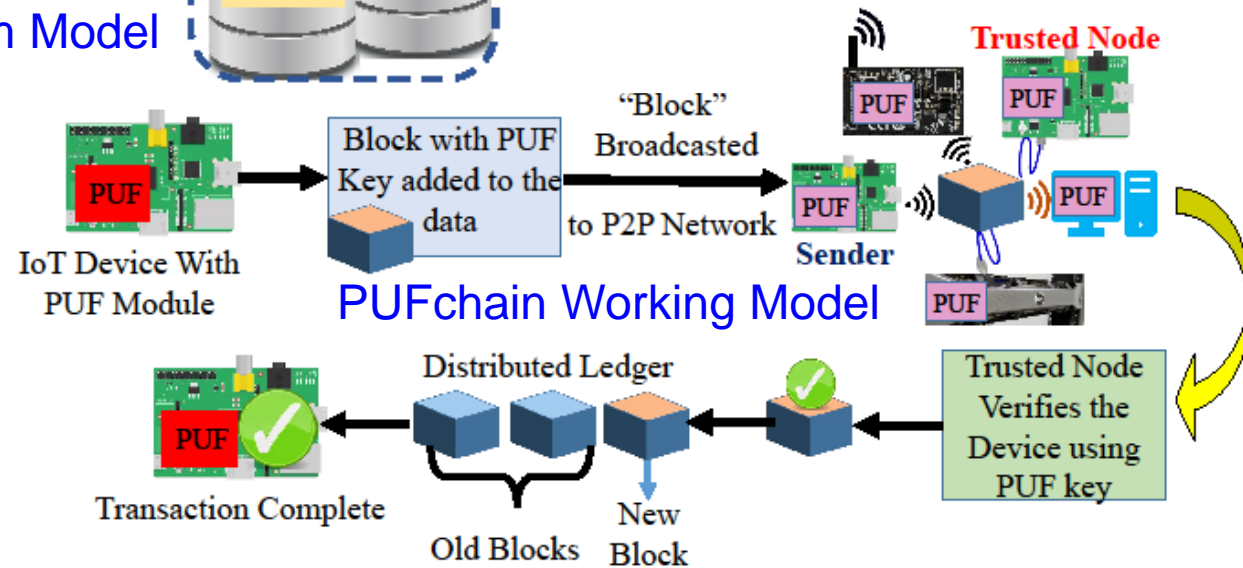 n Model
Trusted Node
PUF
PUF
"Block"
Broadcasted
to P2P Network
Block with PUF
Key added to the
data
PUF
PUF
PUF
Sender
IoT Device With
PUF Module
PUFchain Working Model
PUF
Distributed Ledger
Trusted Node
Verifies the
Device using
PUF key
PUF
Transaction Complete
Old Blocks
New
Block